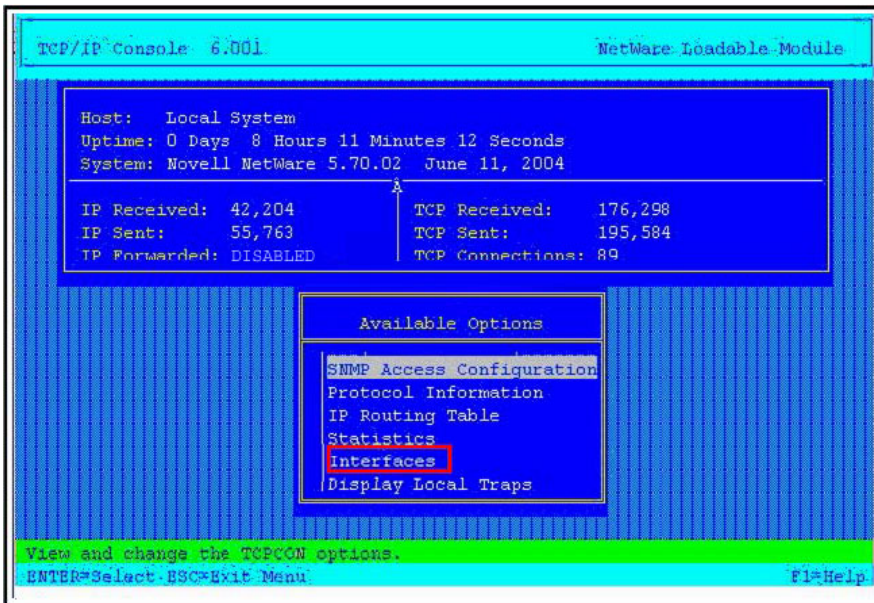 TCP/IP Console 6.00l NetWare Loadable Module
Host: Local System
Uptime: 0 Days 8 Hours 11 Minutes 12 Seconds
System: Novell NetWare 5.70.02 June 11, 2004
IP Received: 42,204 TCP Received: 176,298
IP Sent: 55,763 TCP Sent: 195,584
IP Forwarded: DISABLED TCP Connections: 89
Available Options
SNMP Access Configuration
Protocol Information
IP Routing Table
Statistics
Interfaces
Display Local Traps
View and change the TCPCON options.
ENTER=Select ESC=Exit Menu F1=Help